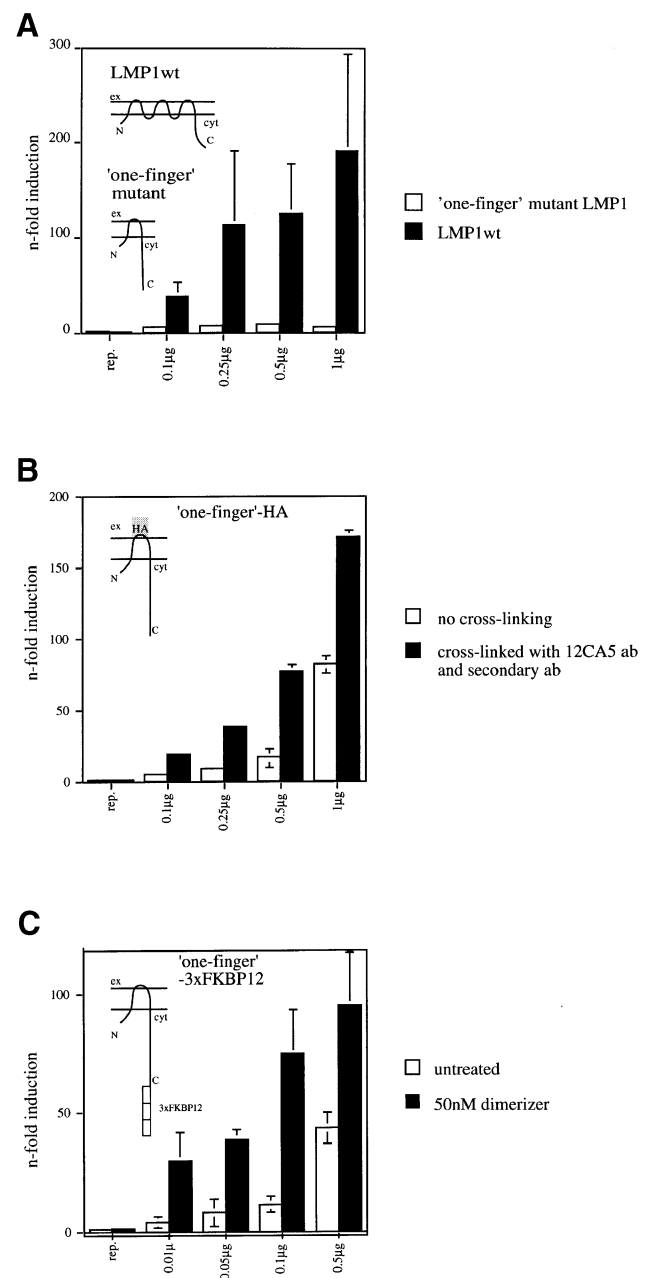 A
300
200
100
0
n-fold induction
LMP1wt
ex
cyt
N
C
'one-finger'
mutant
ex
cyt
N
C
rep.
0.1µg
0.25µg
0.5µg
1µg
'one-finger' mutant LMP1
LMP1wt
B
200
150
100
50
0
n-fold induction
'one-finger'-HA
ex
HA
cyt
N
C
rep.
0.1µg
0.25µg
0.5µg
1µg
no cross-linking
cross-linked with 12CA5 ab
and secondary ab
C
100
50
0
n-fold induction
'one-finger'
-3xFKBP12
ex
cyt
N
C
3xFKBP12
rep.
0.01µ
0.05µg
0.1µg
0.5µg
untreated
50nM dimerizer